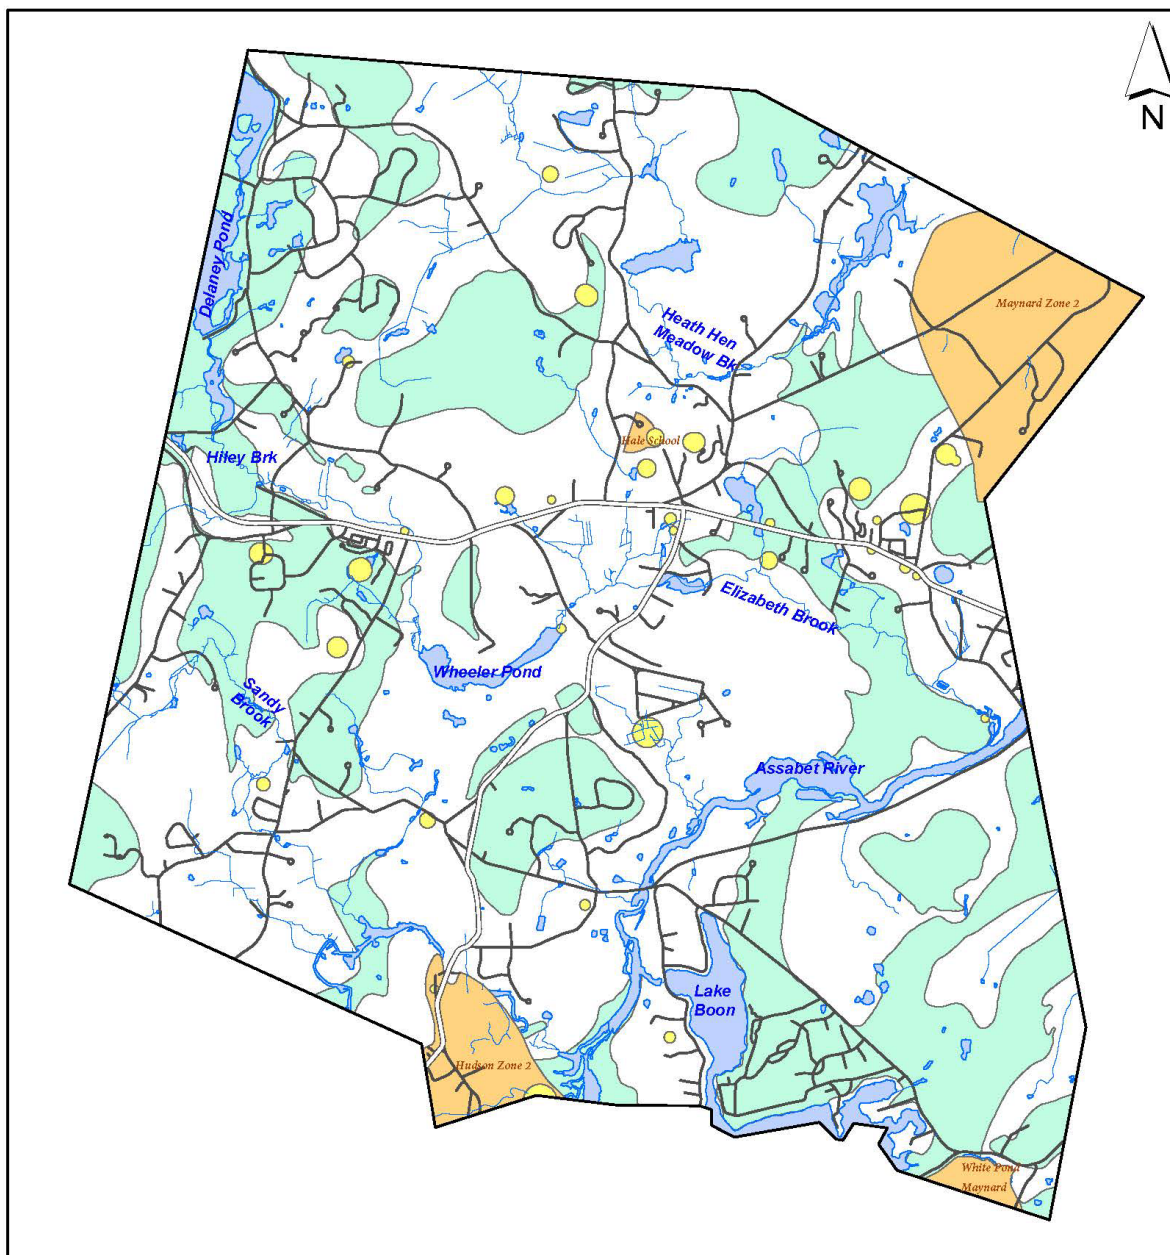 N
Delaney Pond
Maynard Zone 2
Heath Hen
Meadow Bk
Hale School
Hiley Brk
Elizabeth Brook
Wheeler Pond
Sandy
Brook
Assabet River
Lake
Boon
Hudson Zone 2
White Pond
Maynard